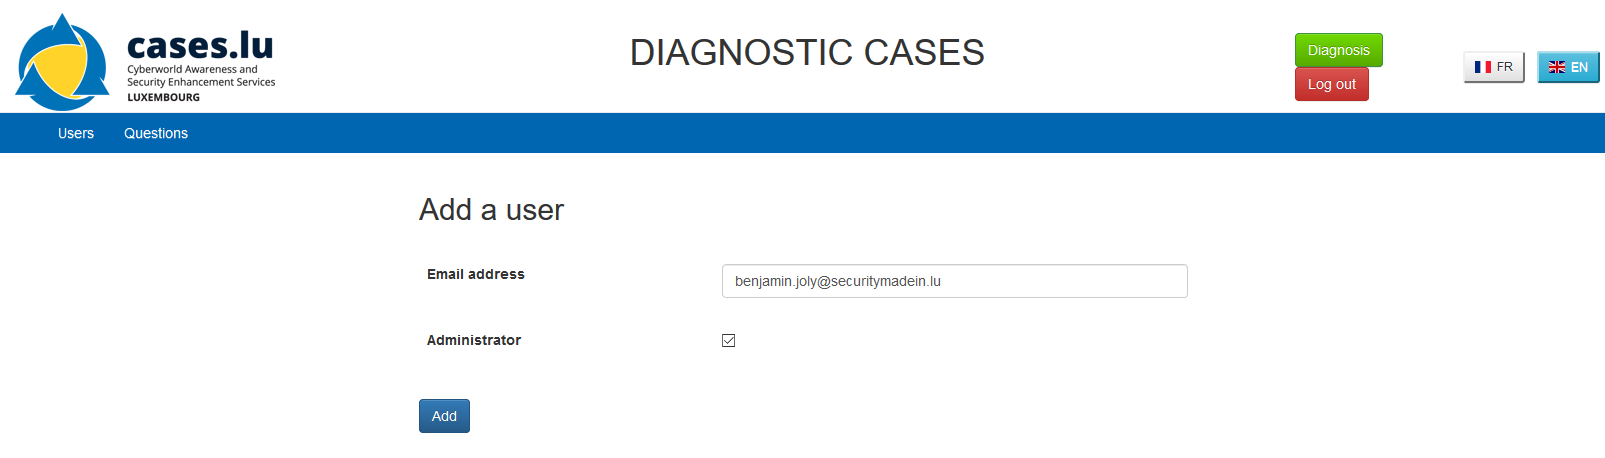 cases.lu
Cyberworld Awareness and
Security Enhancement Services
LUXEMBOURG
DIAGNOSTIC CASES
Diagnosis
Log out
FR
EN
Users
Questions
Add a user
Email address
benjamin.joly@securitymadein.lu
Administrator
Add